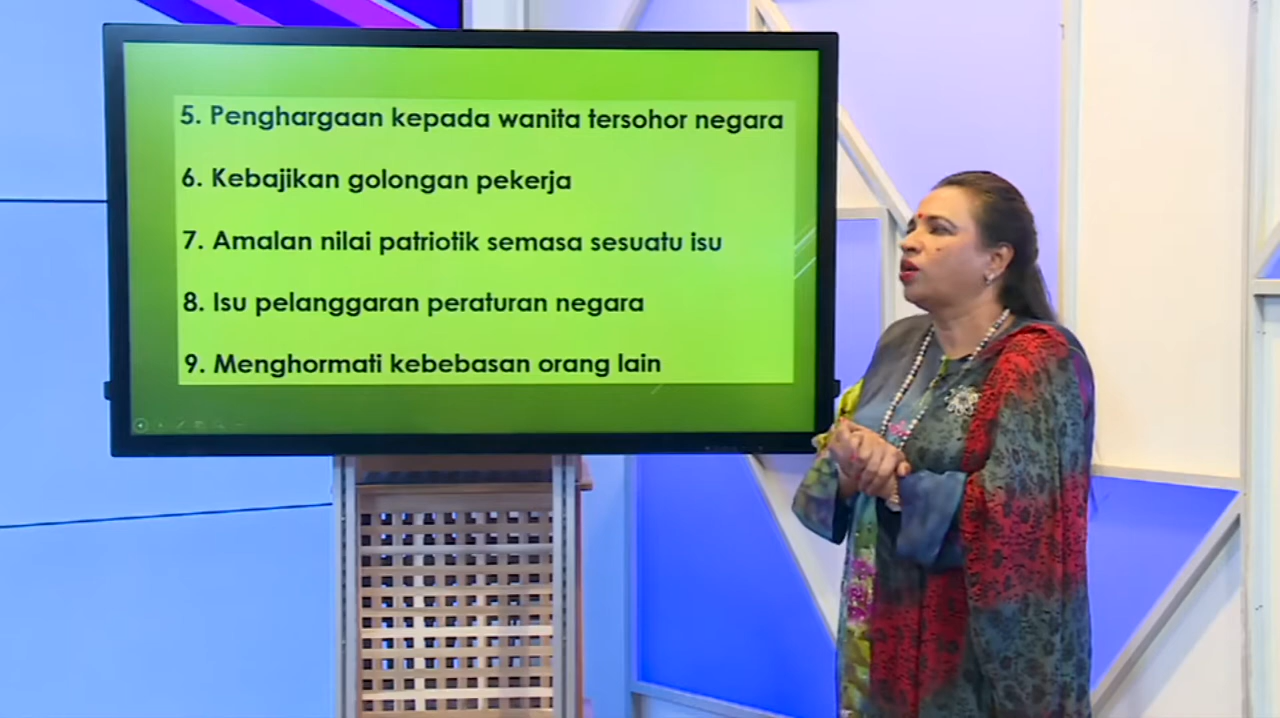 5. Penghargaan kepada wanita tersohor negara
6. Kebajikan golongan pekerja
7. Amalan nilai patriotik semasa sesuatu isu
8. Isu pelanggaran peraturan negara
9. Menghormati kebebasan orang lain